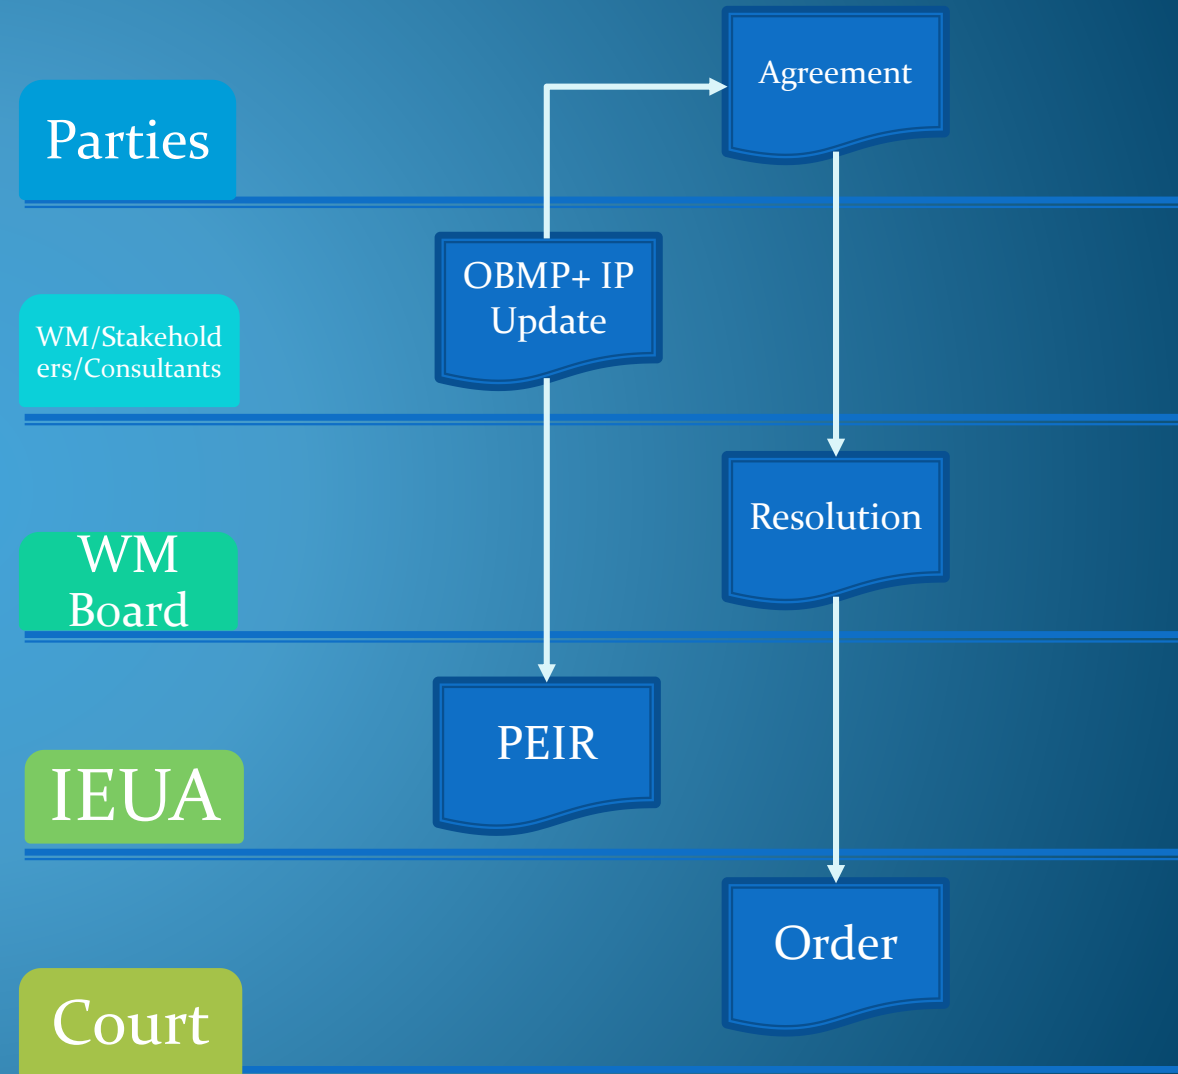 Agreement
Parties
OBMP+ IP
Update
WM/Stakehold
ers/Consultants
Resolution
WM
Board
PEIR
IEUA
Order
Court